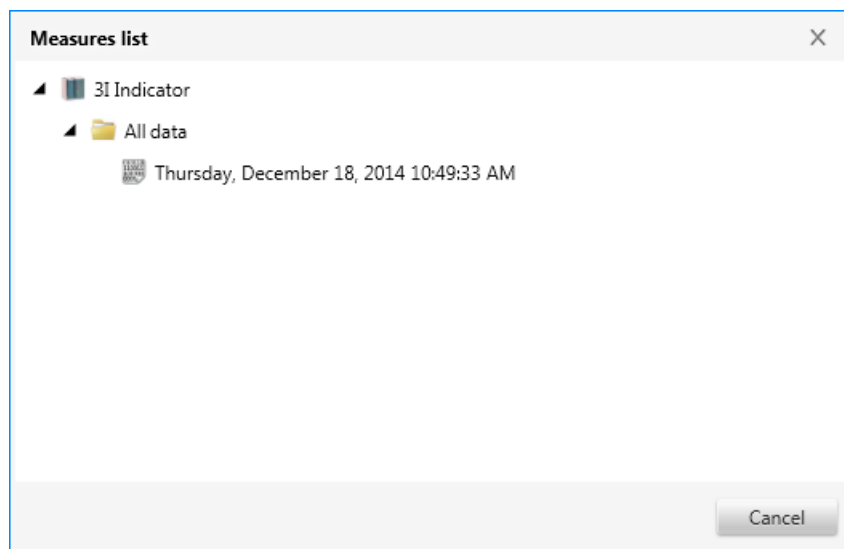 Measures list
3I Indicator
All data
Thursday, December 18, 2014 10:49:33 AM
Cancel